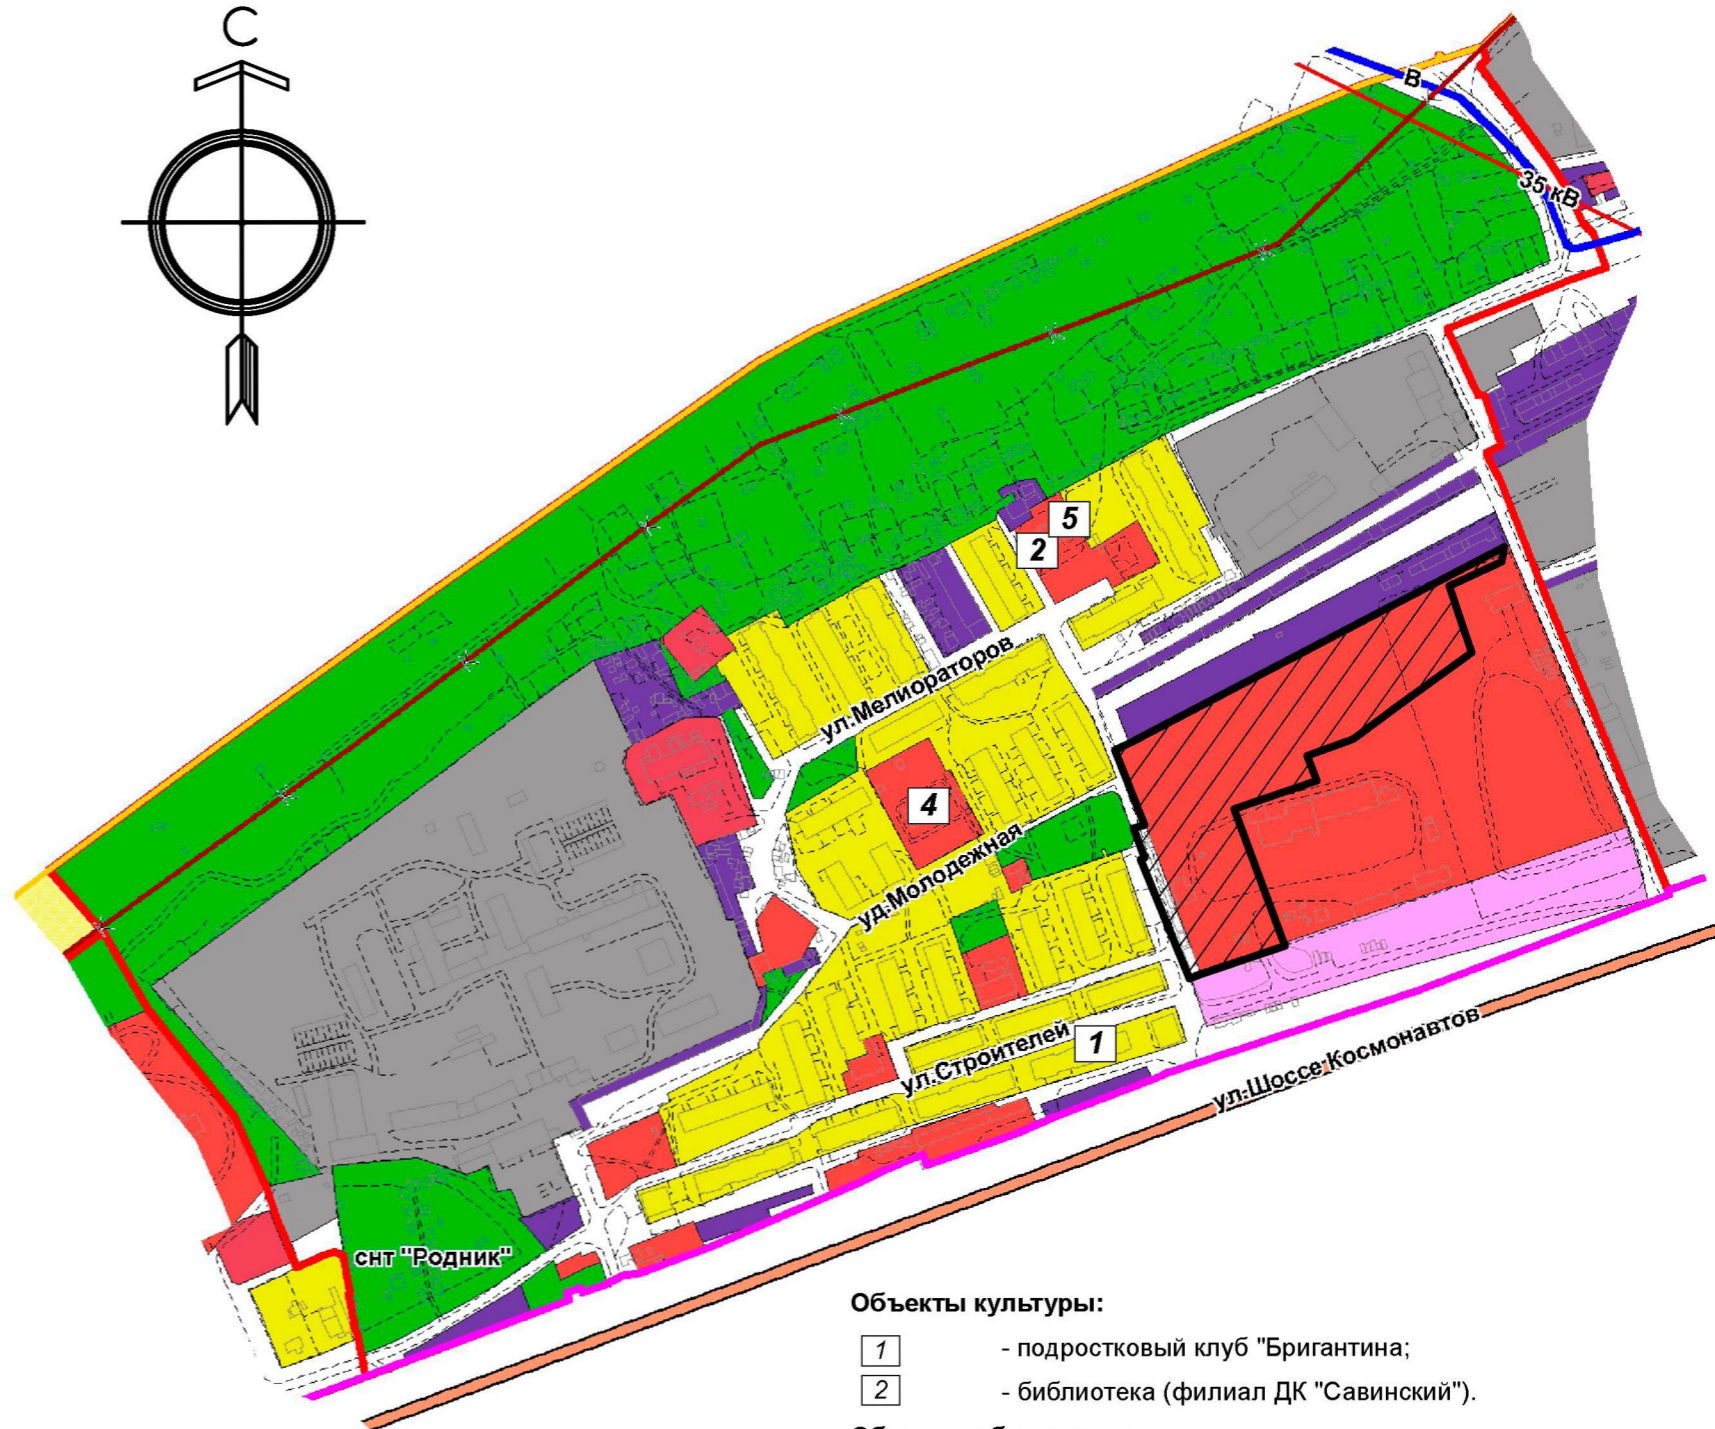 С
В
35 кВ
5
2
ул.Мелиораторов
4
уд.Молодежная
1
ул.Строителей
ул.Шоссе Космонавтов
снт "Родник"
Объекты культуры:
1 - подростковый клуб "Бригантина;
2 - библиотека (филиал ДК "Савинский").